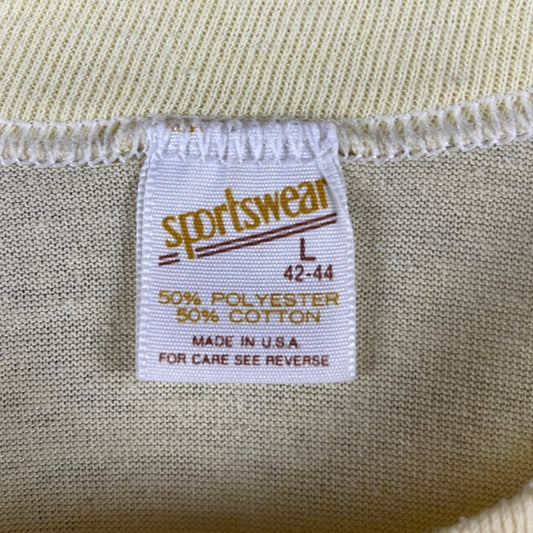 sportswear
L
42-44
50% POLYESTER
50% COTTON
MADE IN U.S.A.
FOR CARE SEE REVERSE